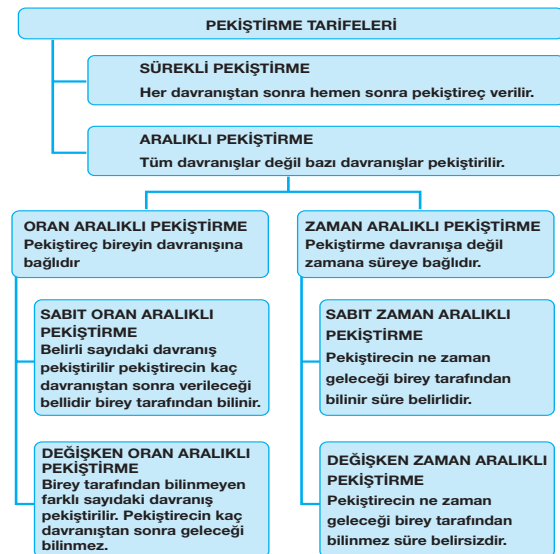 PEKİŞTİRME TARİFELERİ
SÜREKLİ PEKİŞTİRME
Her davranıştan sonra hemen sonra pekiştireç verilir.
ARALIKLI PEKİŞTİRME
Tüm davranışlar değil bazı davranışlar pekiştirilir.
ORAN ARALIKLI PEKİŞTİRME
Pekiştireç bireyin davranışına
bağlıdır
SABIT ORAN ARALIKLI
PEKİŞTİRME
Belirli sayıdaki davranış
pekiştirilir pekiştirecin kaç
davranıştan sonra verileceği
bellidir birey tarafından bilinir.
DEĞİŞKEN ORAN ARALIKLI
PEKİŞTİRME
Birey tarafından bilinmeyen
farklı sayıdaki davranış
pekiştirilir. Pekiştirecin kaç
davranıştan sonra geleceği
bilinmez.
ZAMAN ARALIKLI PEKİŞTİRME
Pekiştirme davranışa değil
zamana süreye bağlıdır.
SABIT ZAMAN ARALIKLI
PEKİŞTİRME
Pekiştirecin ne zaman
geleceği birey tarafından
bilinir süre belirlidir.
DEĞİŞKEN ZAMAN ARALIKLI
PEKİŞTİRME
Pekiştirecin ne zaman
geleceği birey tarafından
bilinmez süre belirsizdir.